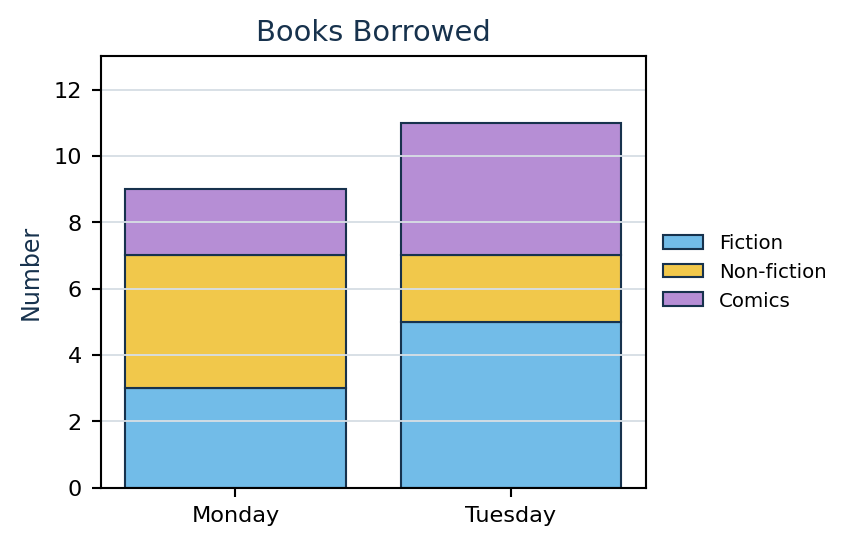 Books Borrowed
Number
12
10
8
6
4
2
0
Monday
Tuesday
Fiction
Non-fiction
Comics